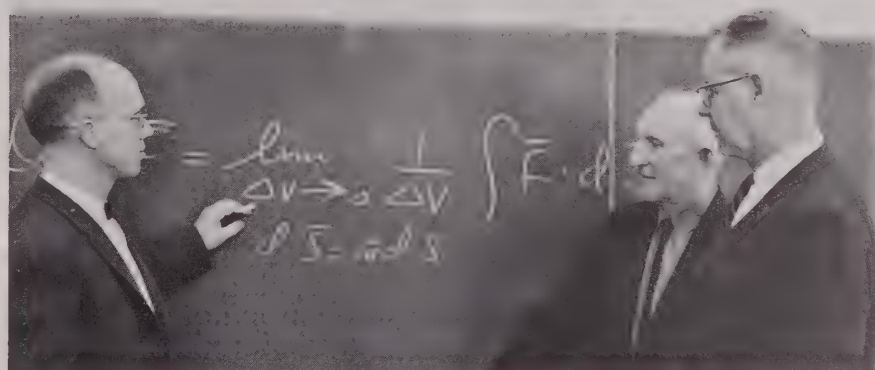 = lim 1/ΔV ∫ F̄ · d
ΔV→0
d s̄ = n̄ d s